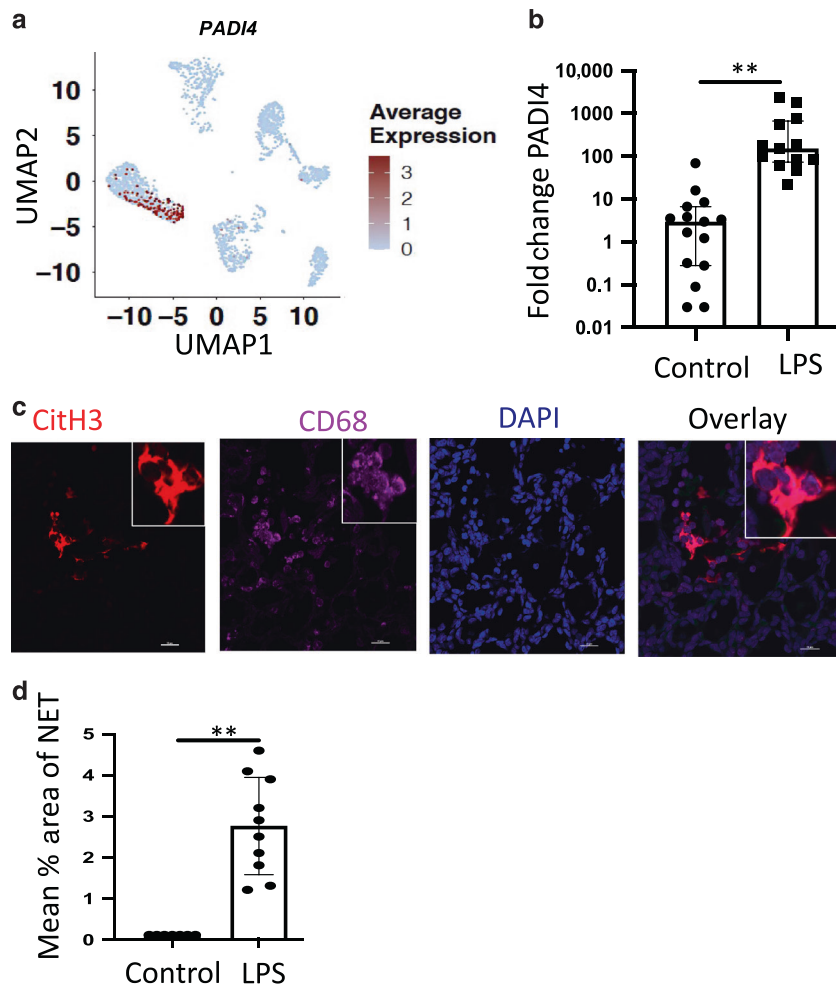 a
PADI4
10
5
0
−5
−10
UMAP2
−10 −5 0 5 10
UMAP1
Average
Expression
3
2
1
0
b
**
10,000
1000
100
10
1
0.1
0.01
Fold change PADI4
Control LPS
c
CitH3 CD68 DAPI Overlay
d
**
5
4
3
2
1
0
Mean % area of NET
Control LPS